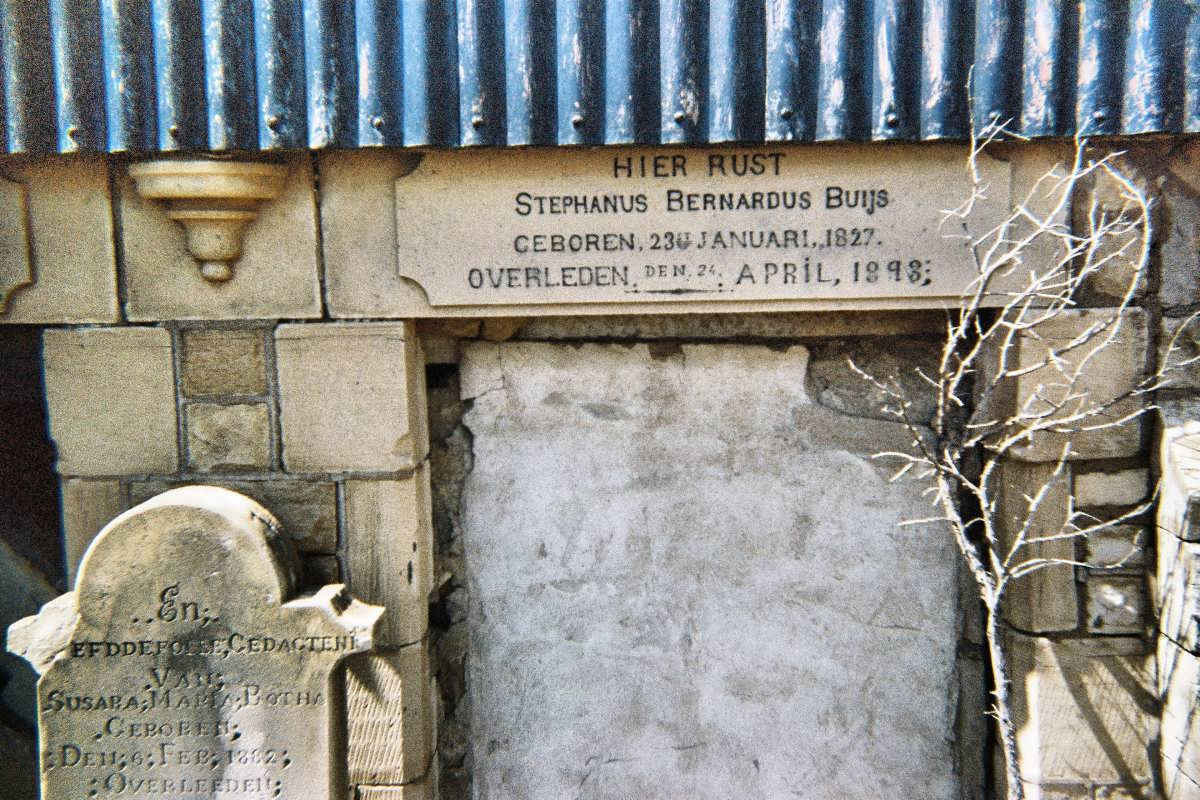 HIER RUST
STEPHANUS BERNARDUS BUIJS
GEBOREN, 23 JANUARI, 1827.
OVERLEDEN, DEN. 24. APRIL, 1898;
..En;.
GEDAGTENI
;VAN;
SUSARA; MARIA; BOTHA
.GEBOREN;
;DEN; 6; FEB; 1882;
;OVERLEEDEN;